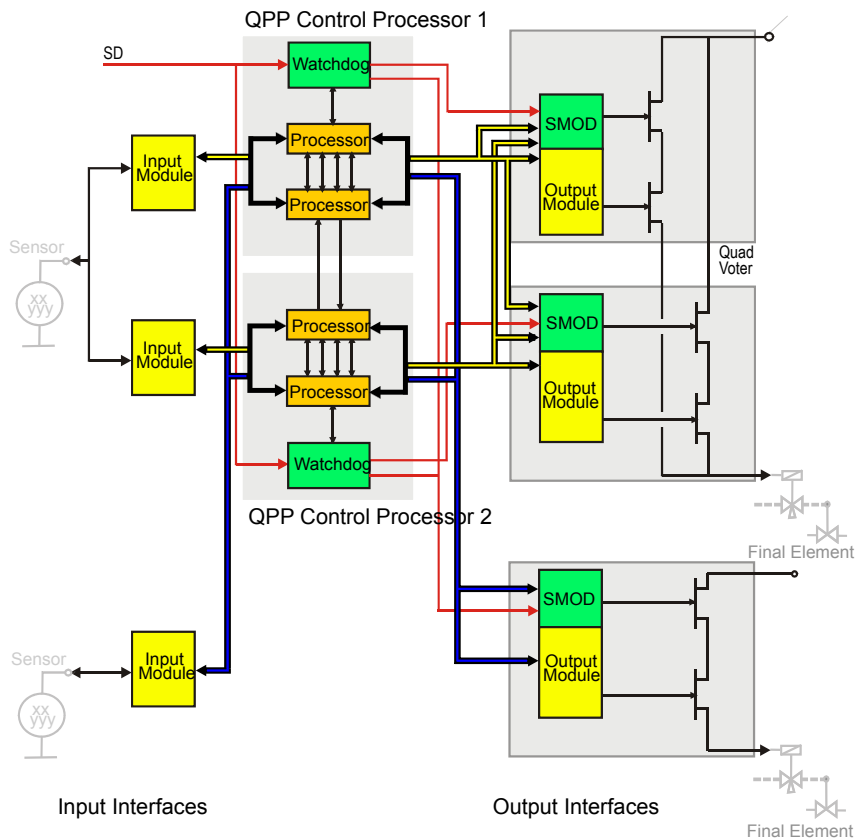 QPP Control Processor 1
SD
Watchdog
SMOD
Processor
Input
Module
Processor
Output
Module
Sensor
xx
yyy
Quad
Voter
Input
Module
Processor
SMOD
Processor
Output
Module
Watchdog
QPP Control Processor 2
Final Element
SMOD
Sensor
xx
yyy
Input
Module
Output
Module
Input Interfaces
Output Interfaces
Final Element